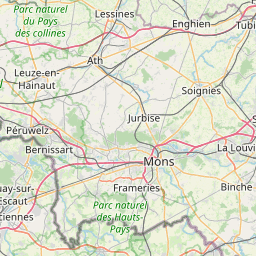 Parc naturel
du Pays
des collines
Lessines
Enghien
Tubi
Ath
Leuze-en-
Hainaut
Soignies
Jurbise
Péruwelz
Bernissart
Mons
La Louvi
Frameries
Binche
uay-sur-
Escaut
ciennes
Parc naturel
des Hauts-
Pays